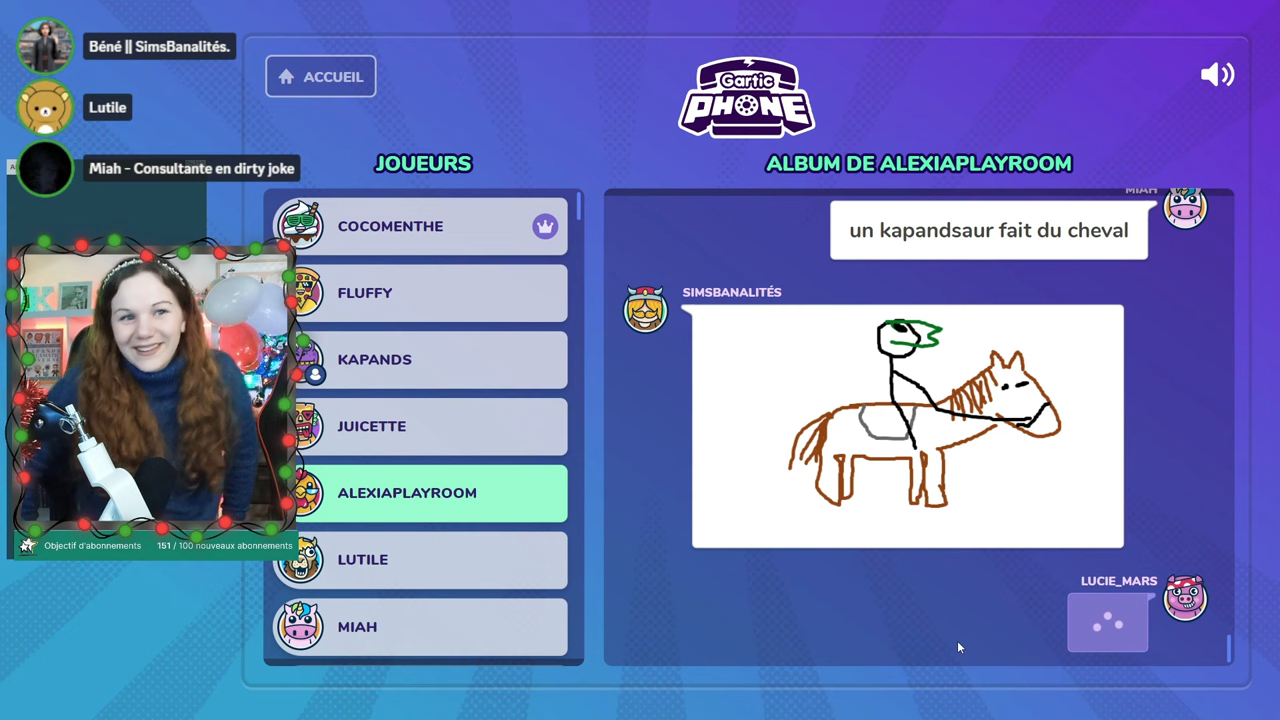 Béné || SimsBanalités.
Lutile
Miah - Consultante en dirty joke
ACCUEIL
Gartic
PHONE
JOUEURS
COCOMENTHE
FLUFFY
KAPANDS
JUICETTE
ALEXIAPLAYROOM
LUTILE
MIAH
ALBUM DE ALEXIAPLAYROOM
MIAH
un kapandsaur fait du cheval
SIMSBANALITÉS
LUCIE_MARS
Objectif d'abonnements 151 / 100 nouveaux abonnements